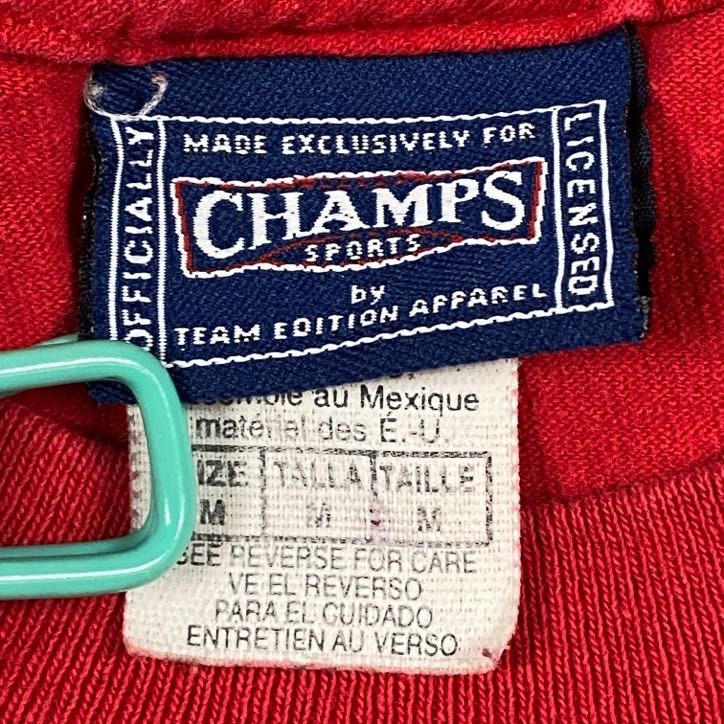 OFFICIALLY
MADE EXCLUSIVELY FOR
CHAMPS
SPORTS
by
TEAM EDITION APPAREL
LICENSED
au Mexique
matériel des É.-U.
SIZE TALLA TAILLE
M M M
SEE REVERSE FOR CARE
VE EL REVERSO
PARA EL CUIDADO
ENTRETIEN AU VERSO